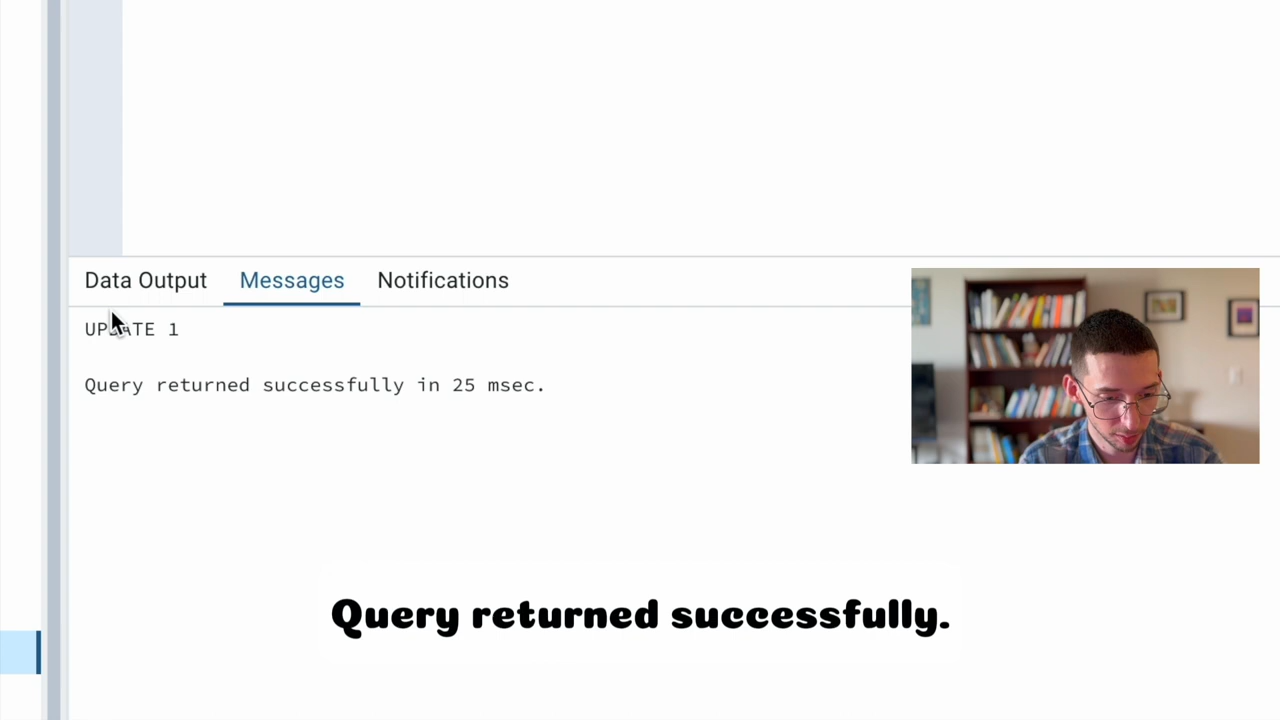 Data Output Messages Notifications
UPDATE 1
Query returned successfully in 25 msec.
Query returned successfully.